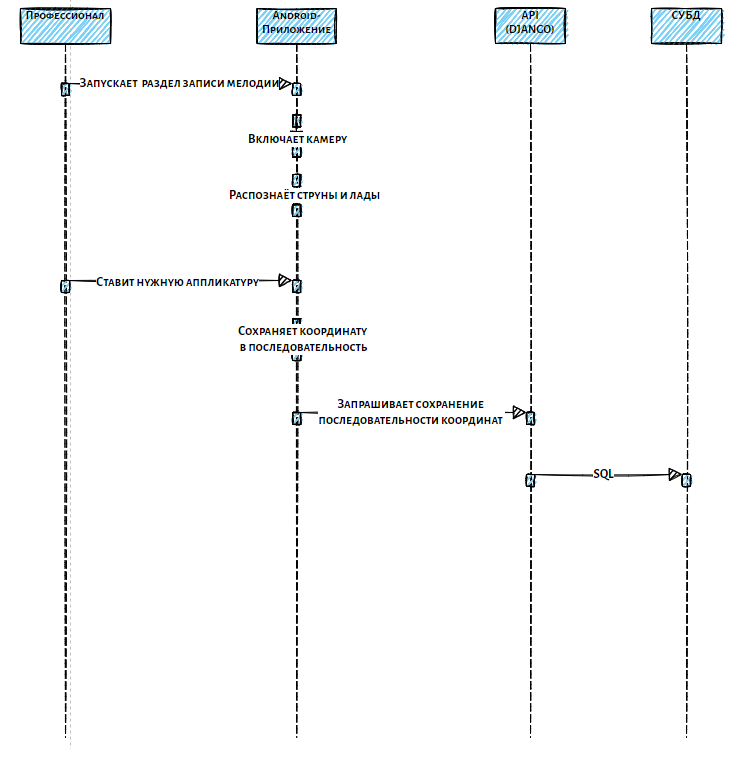 Профессионал
Android-
Приложение
API
(DJANGO)
СУБД
Запускает раздел записи мелодии
Включает камеру
Распознаёт струны и лады
Ставит нужную аппликатуру
Сохраняет координату
в последовательность
Запрашивает сохранение
последовательности координат
SQL